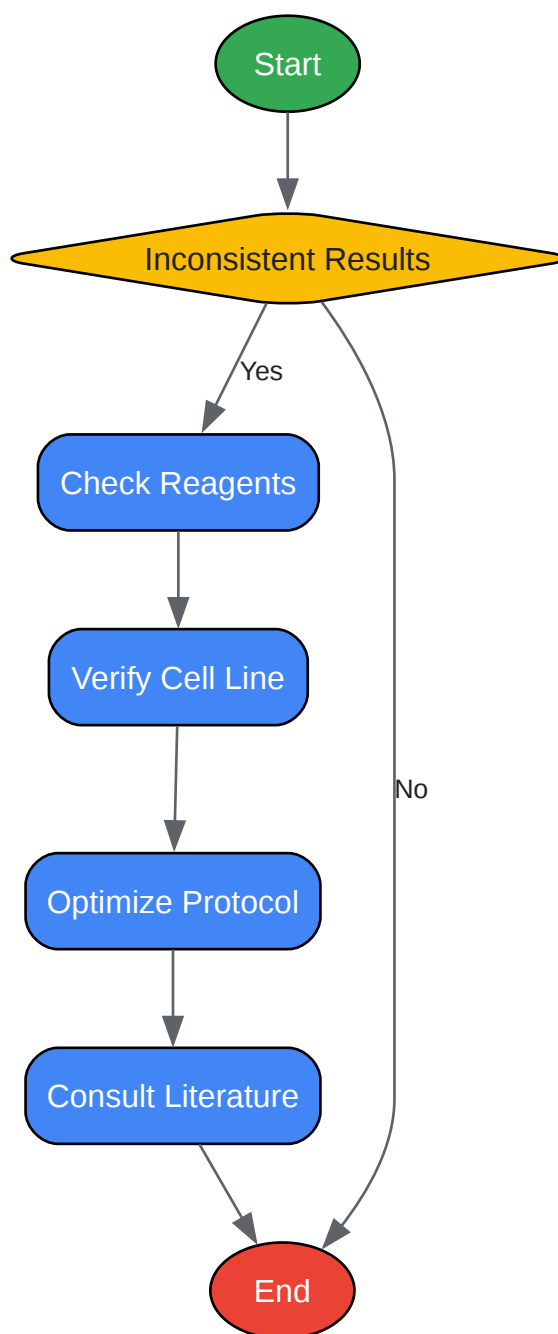 Start
Inconsistent Results
Yes
Check Reagents
Verify Cell Line
No
Optimize Protocol
Consult Literature
End